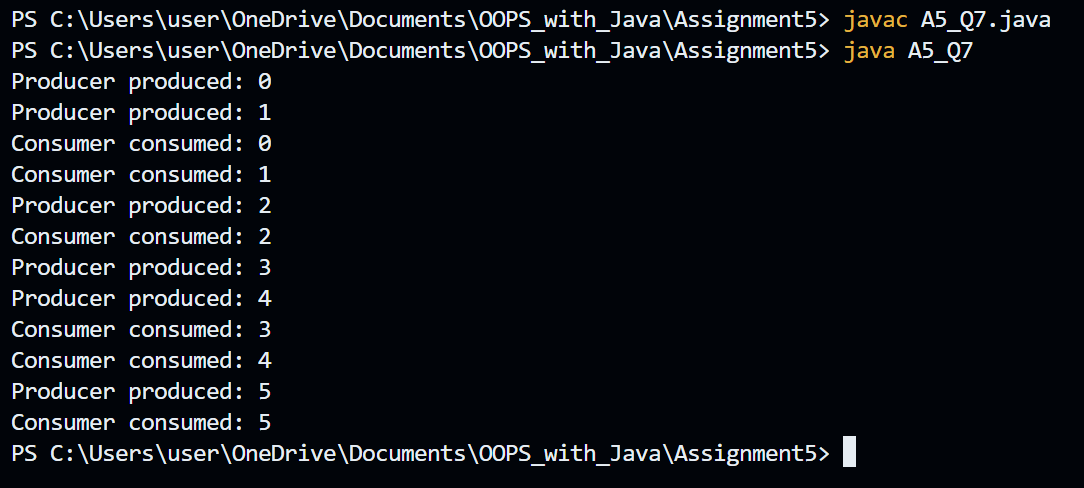 PS C:\Users\user\OneDrive\Documents\OOPS_with_Java\Assignment5> javac A5_Q7.java
PS C:\Users\user\OneDrive\Documents\OOPS_with_Java\Assignment5> java A5_Q7
Producer produced: 0
Producer produced: 1
Consumer consumed: 0
Consumer consumed: 1
Producer produced: 2
Consumer consumed: 2
Producer produced: 3
Producer produced: 4
Consumer consumed: 3
Consumer consumed: 4
Producer produced: 5
Consumer consumed: 5
PS C:\Users\user\OneDrive\Documents\OOPS_with_Java\Assignment5>